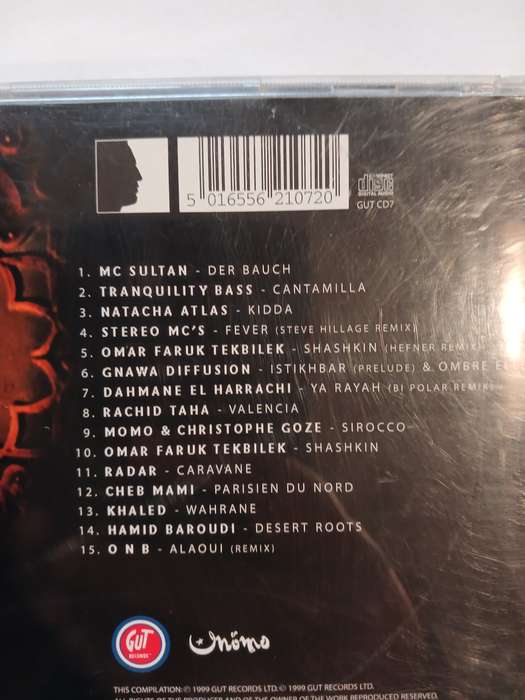 COMPACT
disc
DIGITAL AUDIO
5 016556 210720
GUT CD7
1. MC SULTAN - DER BAUCH
2. TRANQUILITY BASS - CANTAMILLA
3. NATACHA ATLAS - KIDDA
4. STEREO MC'S - FEVER (STEVE HILLAGE REMIX)
5. OMAR FARUK TEKBILEK - SHASHKIN (HEFNER REMIX)
6. GNAWA DIFFUSION - ISTIKHBAR (PRELUDE) & OMBRE EL
7. DAHMANE EL HARRACHI - YA RAYAH (BI POLAR REMIX)
8. RACHID TAHA - VALENCIA
9. MOMO & CHRISTOPHE GOZE - SIROCCO
10. OMAR FARUK TEKBILEK - SHASHKIN
11. RADAR - CARAVANE
12. CHEB MAMI - PARISIEN DU NORD
13. KHALED - WAHRANE
14. HAMID BAROUDI - DESERT ROOTS
15. O N B - ALAOUI (REMIX)
GUT
RECORDS
mômo
THIS COMPILATION: © 1999 GUT RECORDS LTD. © 1999 GUT RECORDS LTD.
ALL RIGHTS OF THE PRODUCER AND OF THE OWNER OF THE WORK REPRODUCED RESERVED.